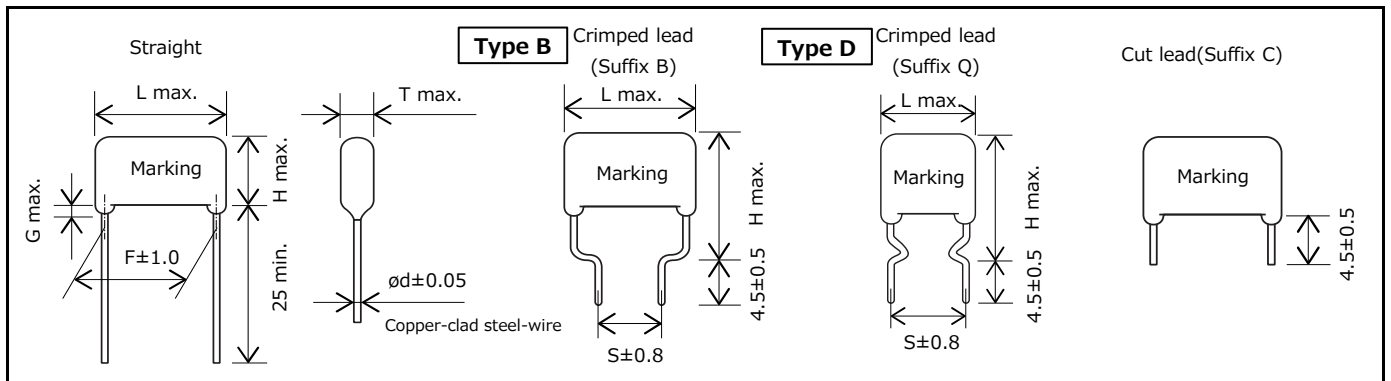 Straight
L max.
Marking
H max.
G max.
F±1.0
25 min.
T max.
ød±0.05
Copper-clad steel-wire
Type B
Crimped lead
(Suffix B)
L max.
Marking
H max.
4.5±0.5
S±0.8
Type D
Crimped lead
(Suffix Q)
L max.
Marking
H max.
4.5±0.5
S±0.8
Cut lead(Suffix C)
Marking
4.5±0.5